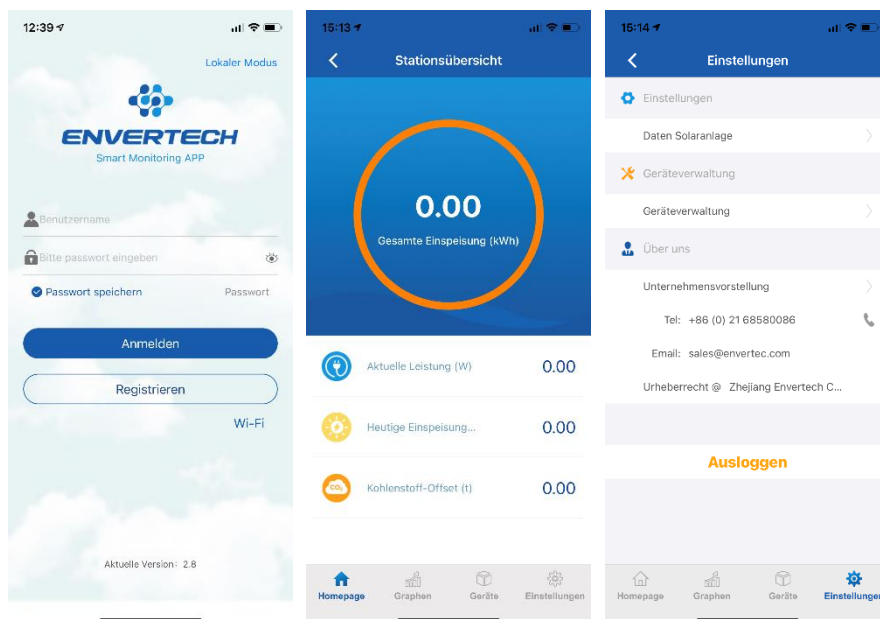 12:39
Lokaler Modus
ENVERTECH
Smart Monitoring APP
Benutzername
Bitte passwort eingeben
Passwort speichern
Passwort
Anmelden
Registrieren
Wi-Fi
Aktuelle Version: 2.8
15:13
Stationsübersicht
0.00
Gesamte Einspeisung (kWh)
Aktuelle Leistung (W)
0.00
Heutige Einspeisung...
0.00
CO₂
Kohlenstoff-Offset (t)
0.00
Homepage
Graphen
Geräte
Einstellungen
15:14
Einstellungen
Einstellungen
Daten Solaranlage
Geräteverwaltung
Geräteverwaltung
Über uns
Unternehmensvorstellung
Tel: +86 (0) 21 68580086
Email: sales@envertec.com
Urheberrecht @ Zhejiang Envertech C...
Ausloggen
Homepage
Graphen
Geräte
Einstellungen